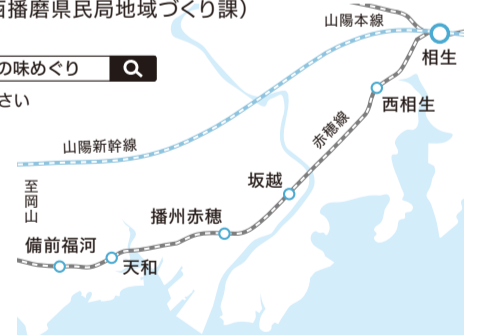 西播磨県民局地域づくり課）
の味めぐり
さい
山陽本線
相生
西相生
赤穂線
山陽新幹線
坂越
至岡山
播州赤穂
備前福河
天和